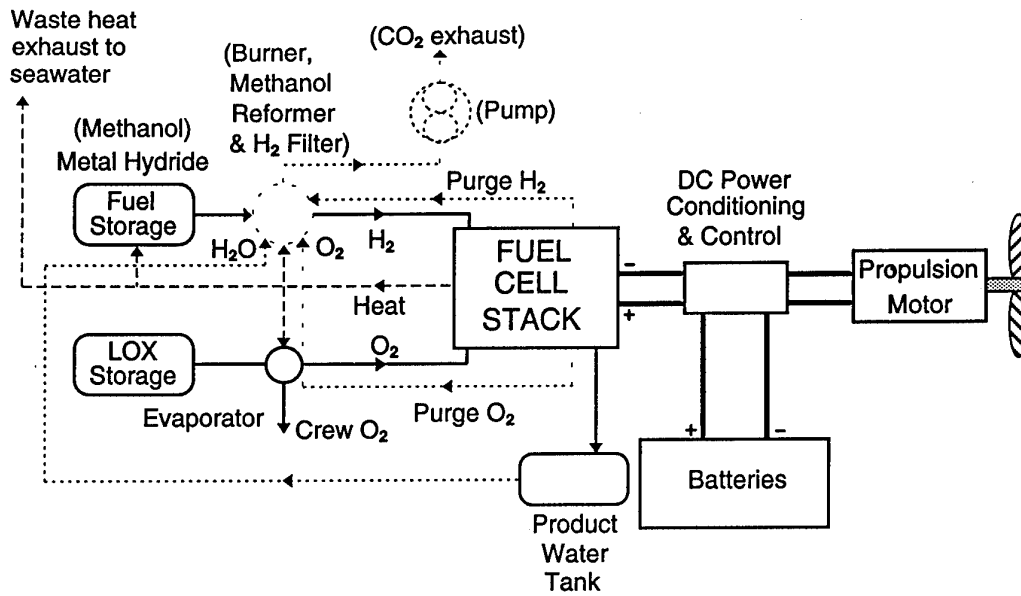 Waste heat
exhaust to
seawater
(CO₂ exhaust)
(Burner,
Methanol
Reformer
& H₂ Filter)
(Pump)
(Methanol)
Metal Hydride
Fuel
Storage
Purge H₂
DC Power
Conditioning
& Control
H₂O
O₂
H₂
FUEL
CELL
STACK
−
+
Propulsion
Motor
Heat
LOX
Storage
O₂
Evaporator
Crew O₂
Purge O₂
+
−
Batteries
Product
Water
Tank